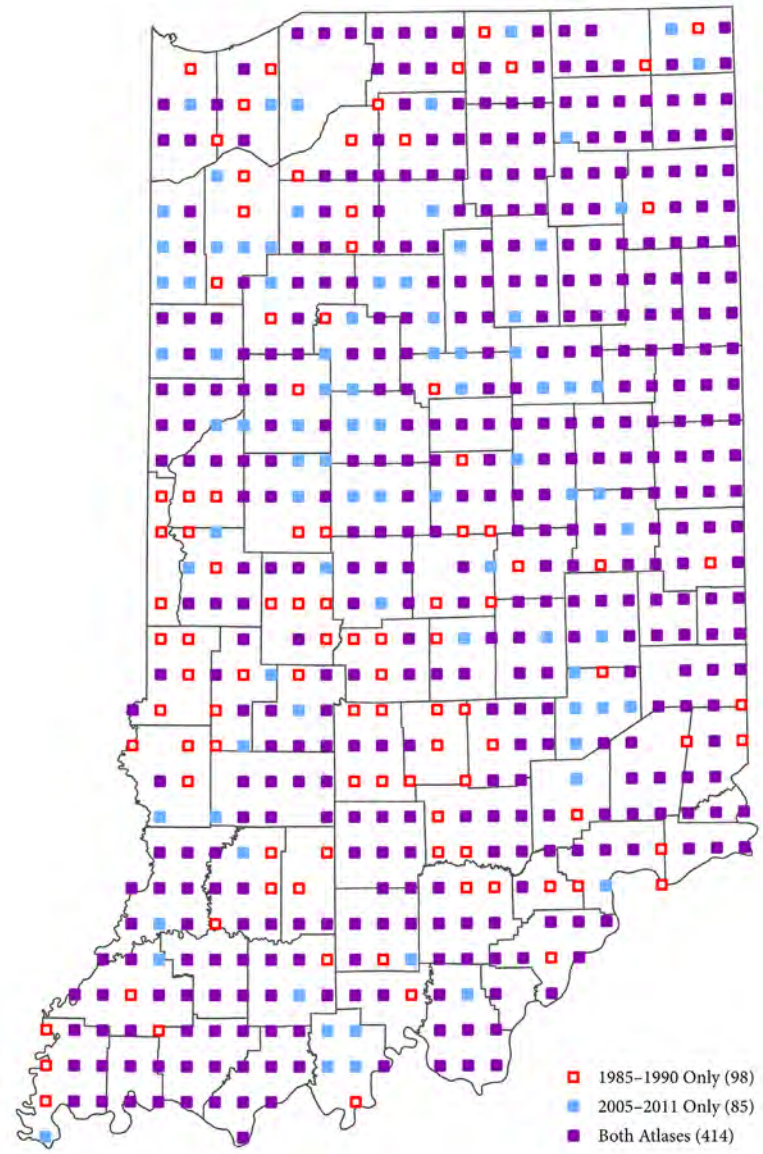 1985–1990 Only (98)
2005–2011 Only (85)
Both Atlases (414)